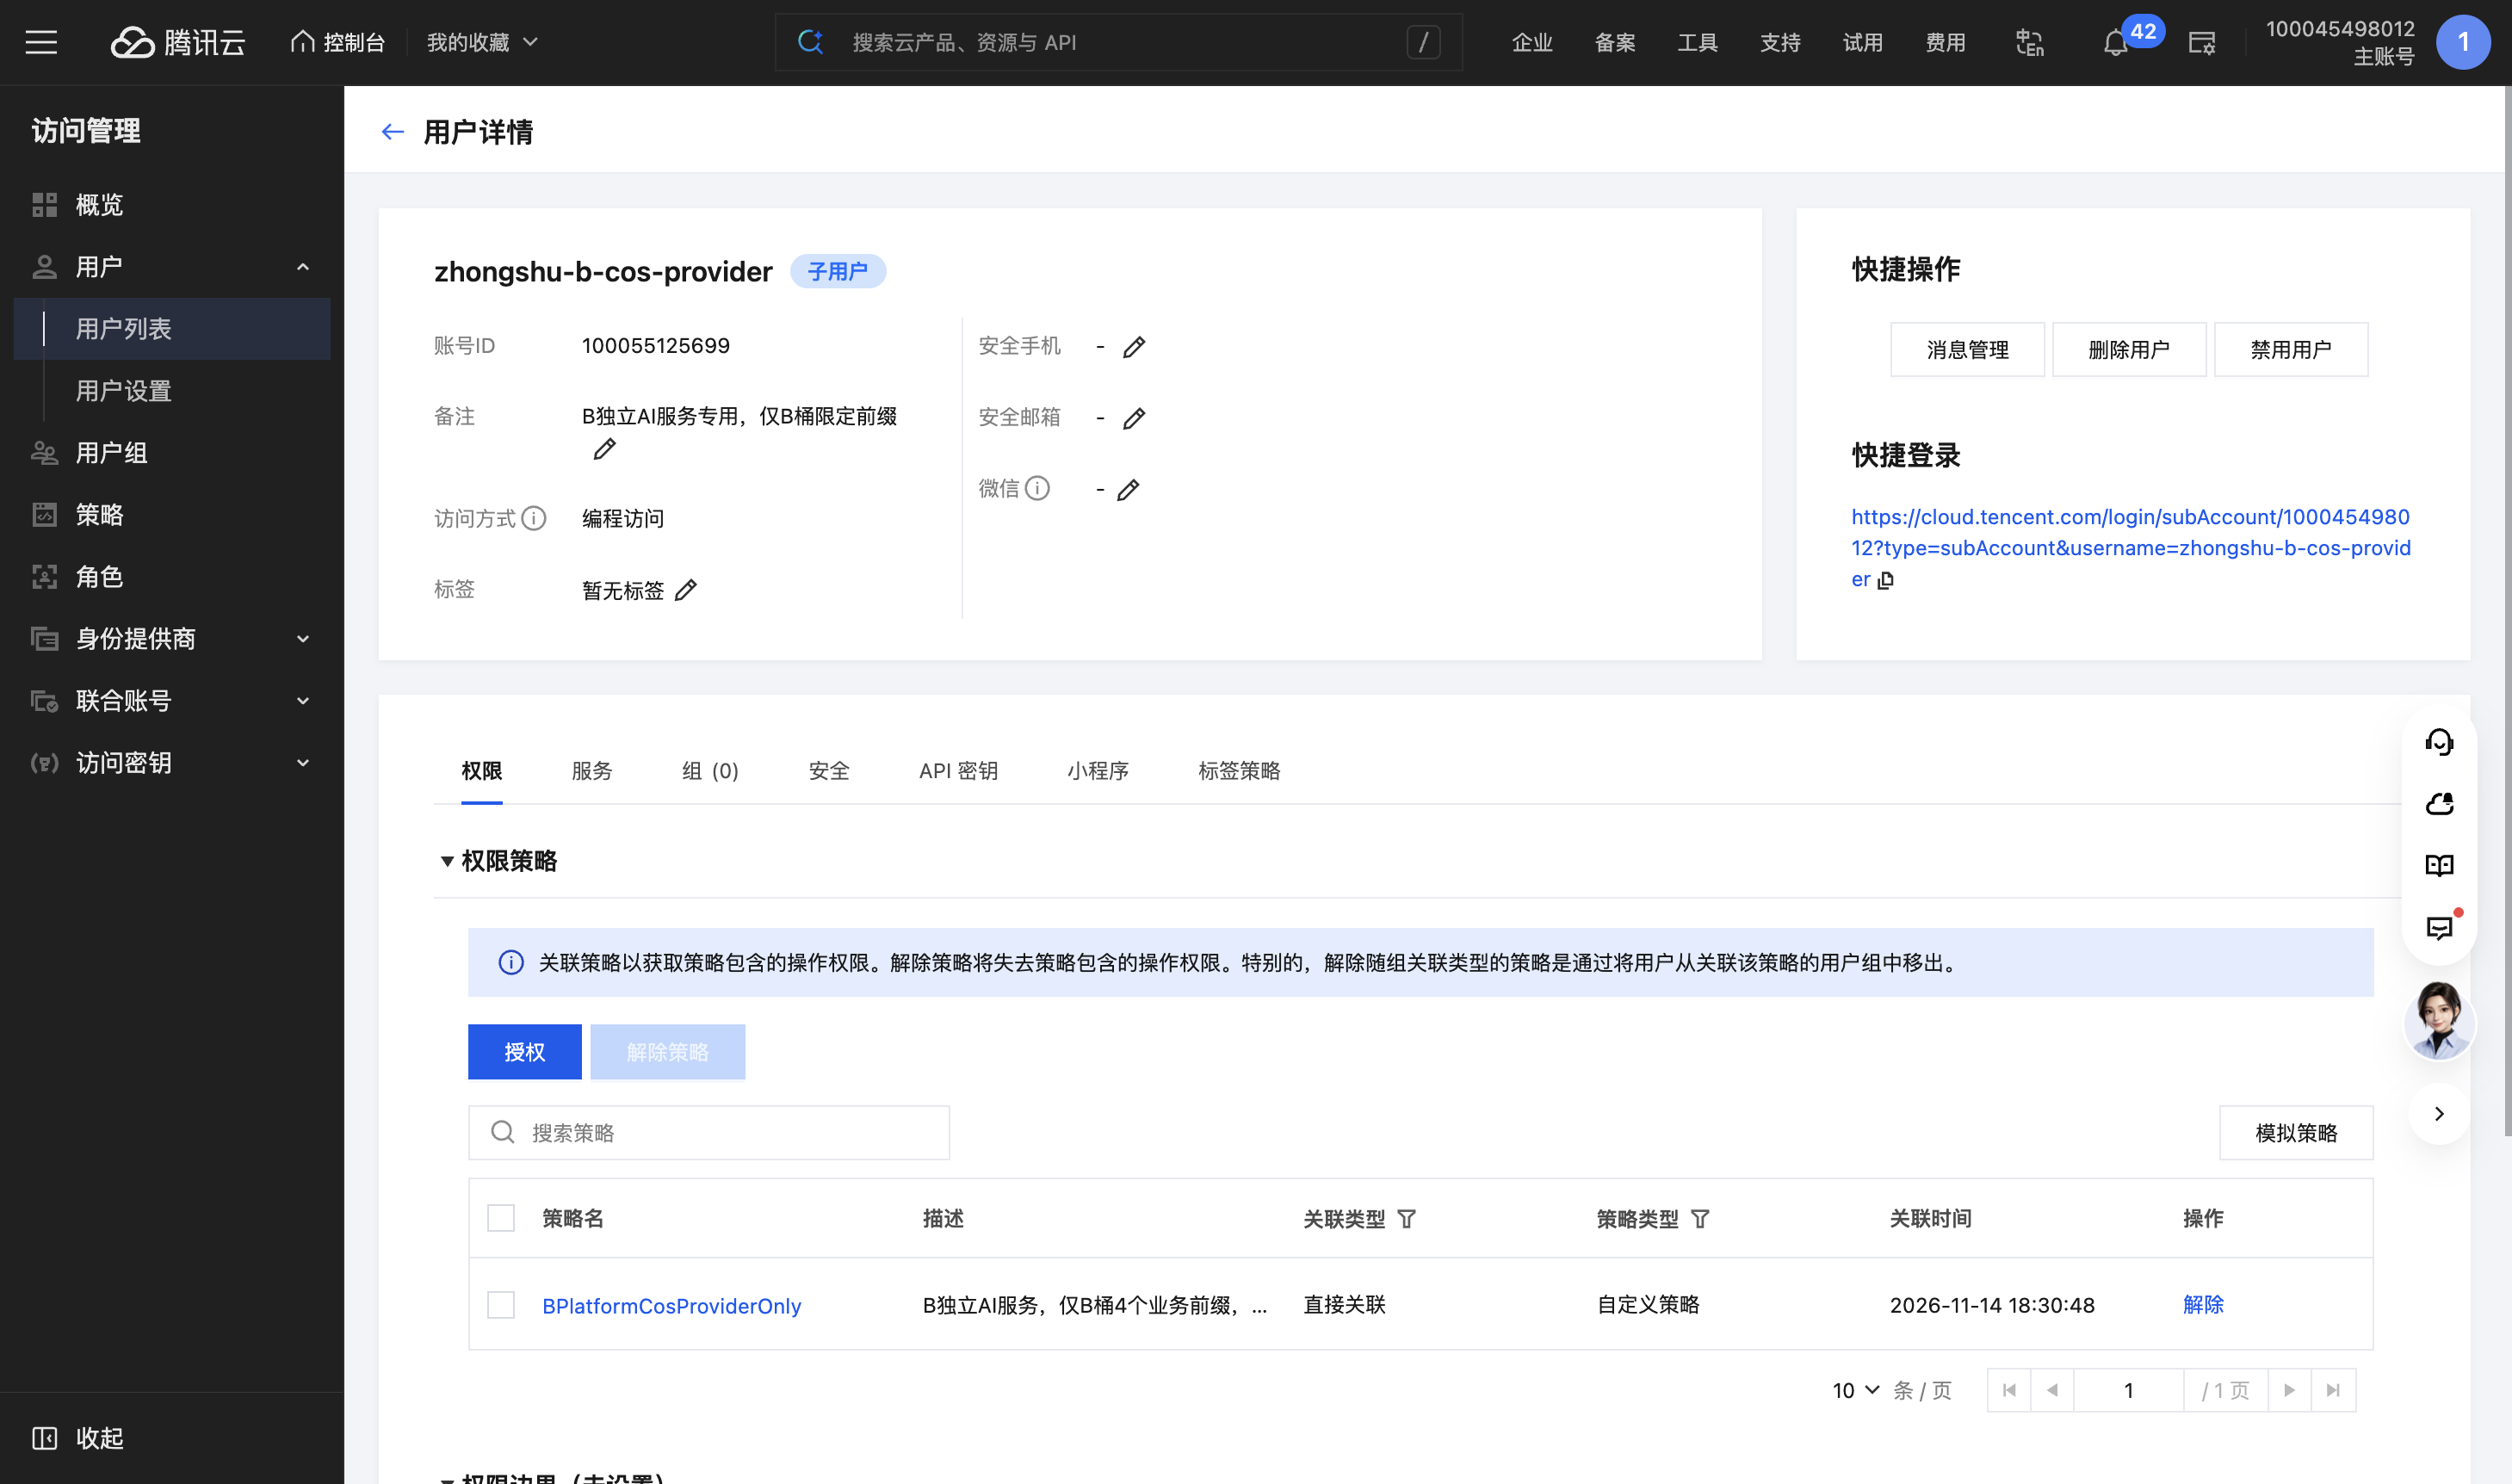 腾讯云
控制台
我的收藏
搜索云产品、资源与 API
/
企业
备案
工具
支持
试用
费用
En
42
100045498012
主账号
1
访问管理
概览
用户
用户列表
用户设置
用户组
策略
角色
身份提供商
联合账号
访问密钥
收起
用户详情
zhongshu-b-cos-provider
子用户
账号ID
100055125699
备注
B独立AI服务专用，仅B桶限定前缀
访问方式
编程访问
标签
暂无标签
安全手机
-
安全邮箱
-
微信
-
快捷操作
消息管理
删除用户
禁用用户
快捷登录
https://cloud.tencent.com/login/subAccount/1000454980
12?type=subAccount&username=zhongshu-b-cos-provid
er
权限
服务
组 (0)
安全
API 密钥
小程序
标签策略
权限策略
关联策略以获取策略包含的操作权限。解除策略将失去策略包含的操作权限。特别的，解除随组关联类型的策略是通过将用户从关联该策略的用户组中移出。
授权
解除策略
搜索策略
模拟策略
策略名
描述
关联类型
策略类型
关联时间
操作
BPlatformCosProviderOnly
B独立AI服务，仅B桶4个业务前缀，...
直接关联
自定义策略
2026-11-14 18:30:48
解除
10
条 / 页
1
/ 1 页
权限边界（未设置）